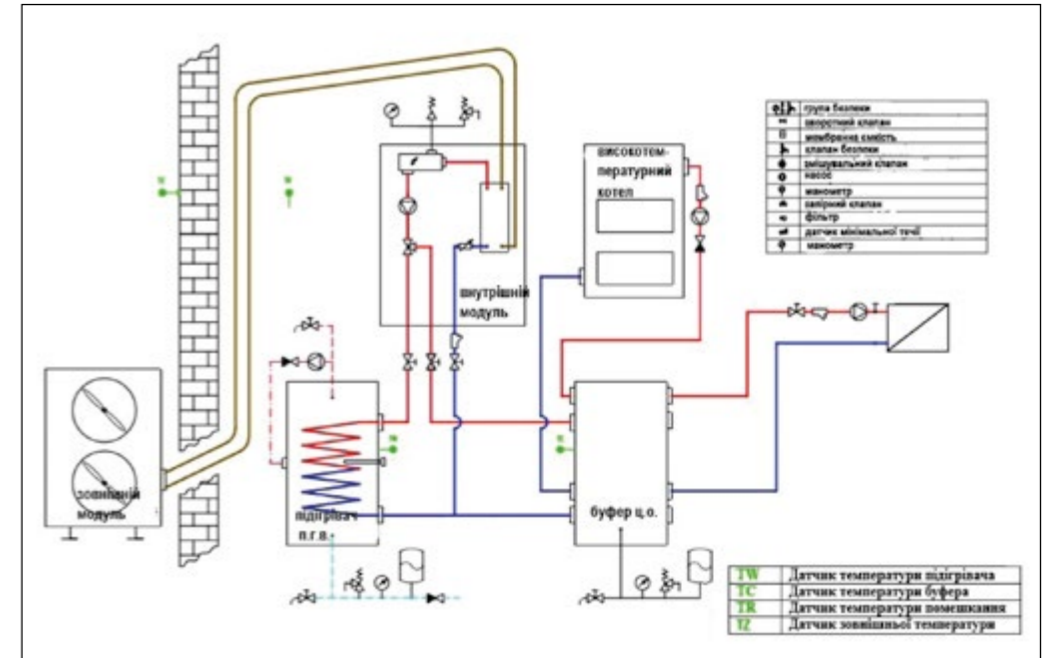 високотем-
пературний
котел
внутрішній
модуль
зовнішній
модуль
підігрівач
п.г.в.
буфер ц.о.
група безпеки
зворотний клапан
мембранна ємкість
клапан безпеки
змішувальний клапан
насос
манометр
запірний клапан
фільтр
датчик мінімальної течії
манометр
TW Датчик температури підігрівача
TC Датчик температури буфера
TR Датчик температури помешкання
TZ Датчик зовнішньої температури